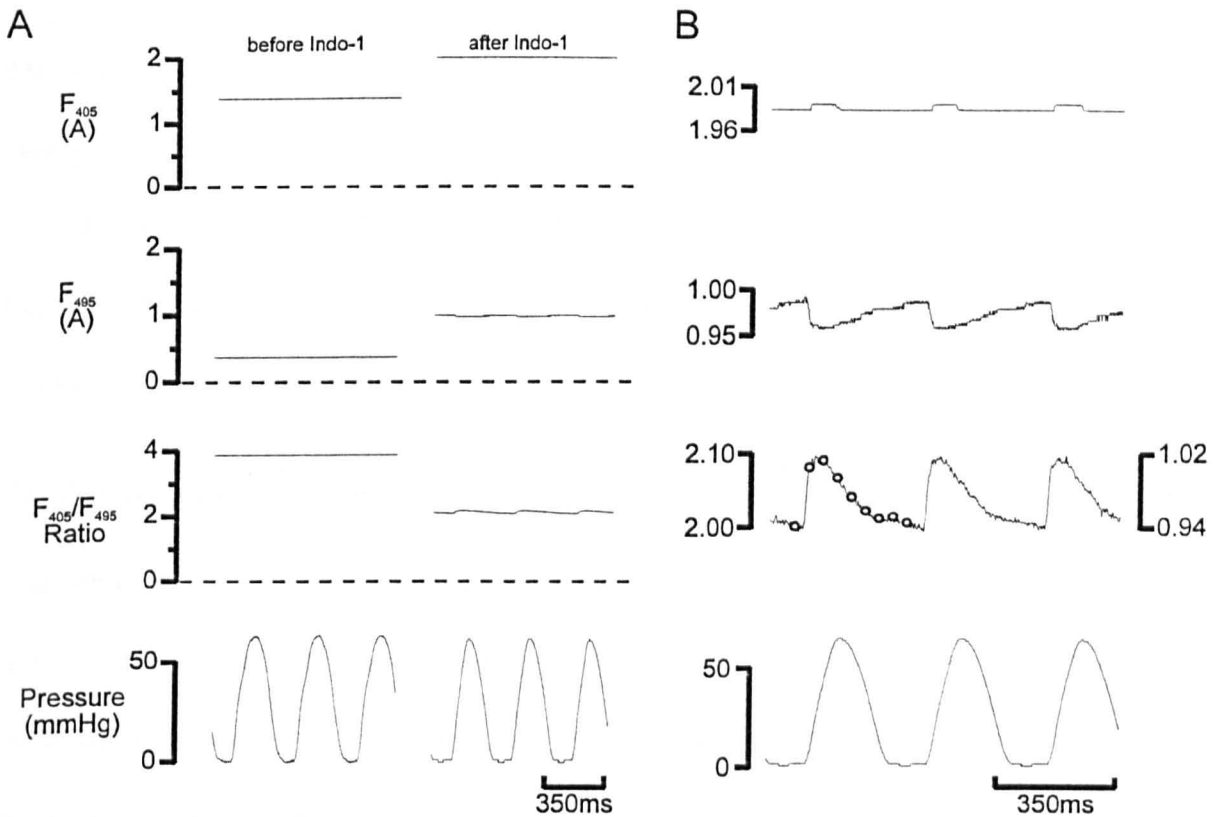 A
before Indo-1
after Indo-1
F405
(A)
2
1
0
F495
(A)
2
1
0
F405/F495
Ratio
4
2
0
Pressure
(mmHg)
50
0
350ms
B
2.01
1.96
1.00
0.95
2.10
2.00
1.02
0.94
50
0
350ms